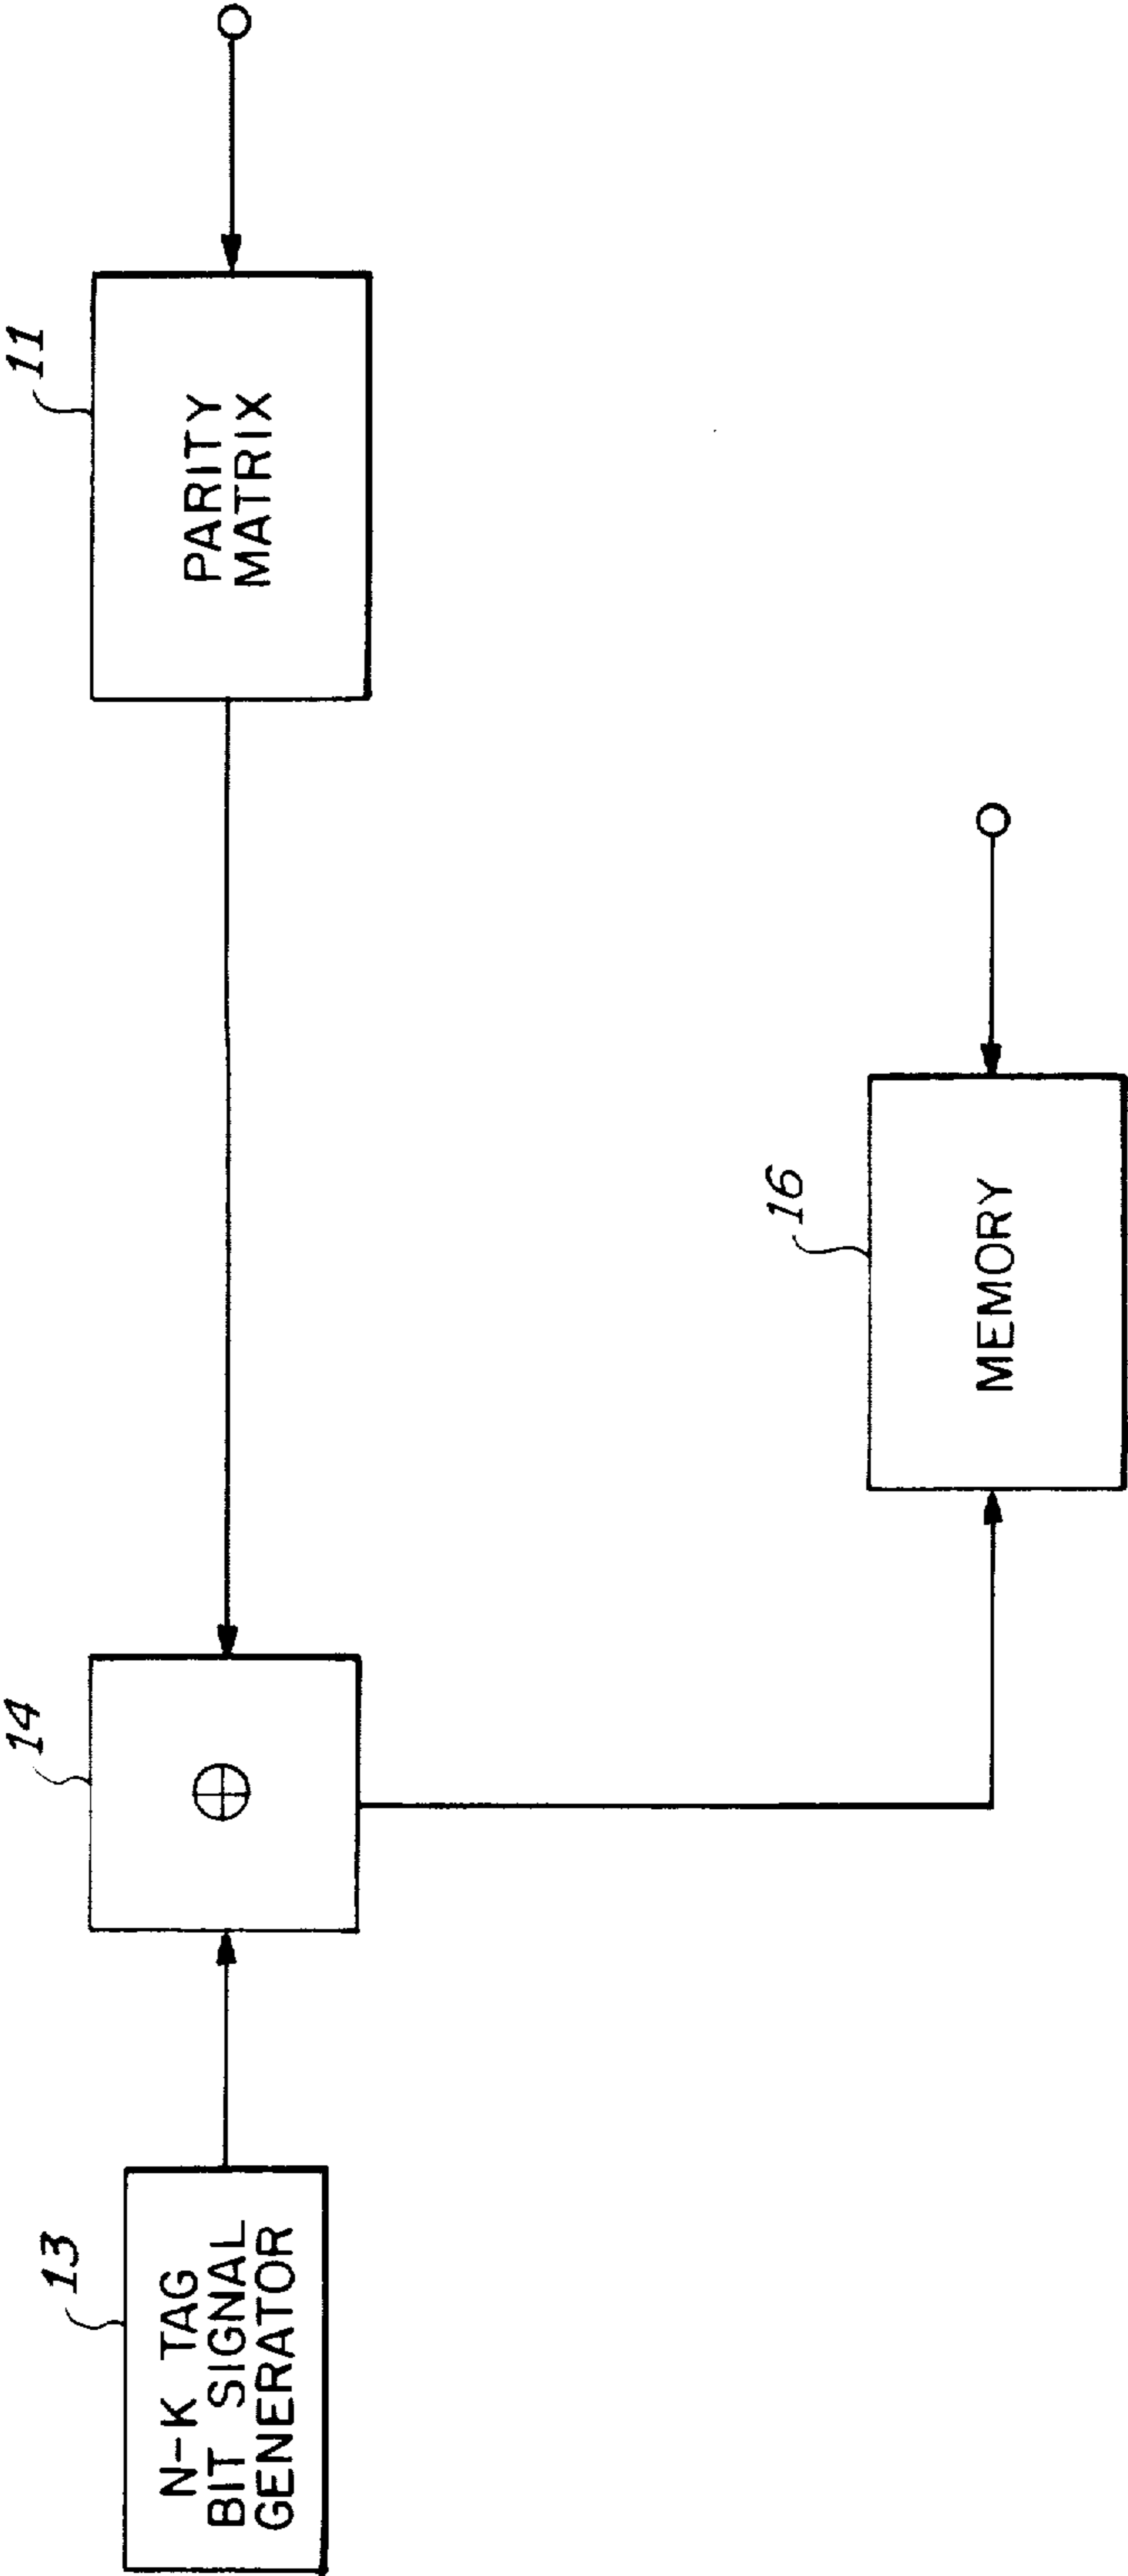 13
N-K TAG
BIT SIGNAL
GENERATOR
14
11
PARITY
MATRIX
16
MEMORY